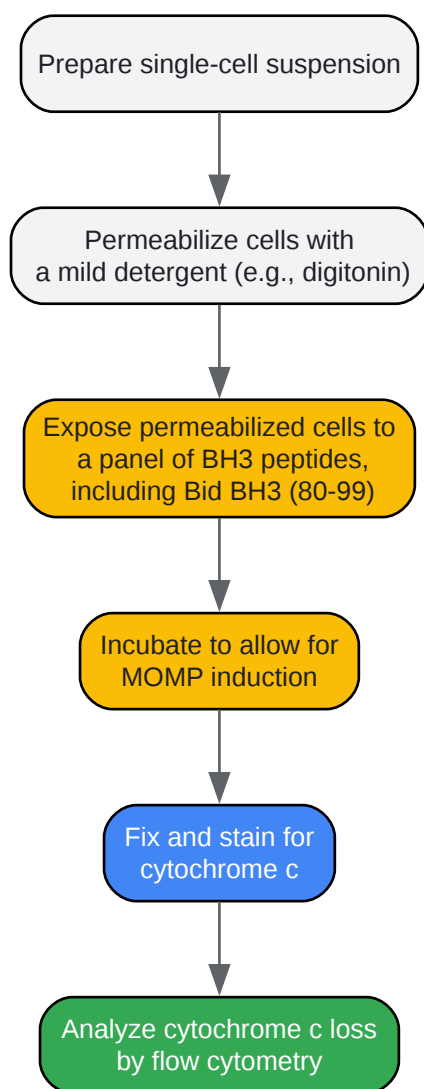 Prepare single-cell suspension
Permeabilize cells with
a mild detergent (e.g., digitonin)
Expose permeabilized cells to
a panel of BH3 peptides,
including Bid BH3 (80-99)
Incubate to allow for
MOMP induction
Fix and stain for
cytochrome c
Analyze cytochrome c loss
by flow cytometry